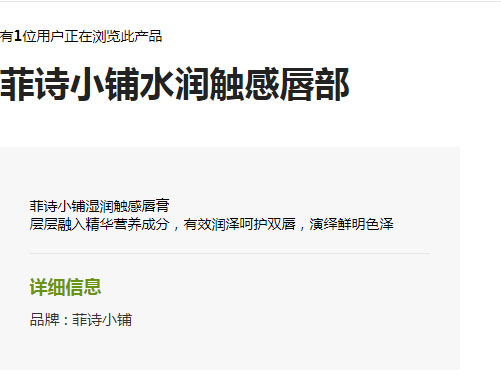 有1位用户正在浏览此产品
菲诗小铺水润触感唇部
菲诗小铺湿润触感唇膏
层层融入精华营养成分，有效润泽呵护双唇，演绎鲜明色泽
详细信息
品牌：菲诗小铺